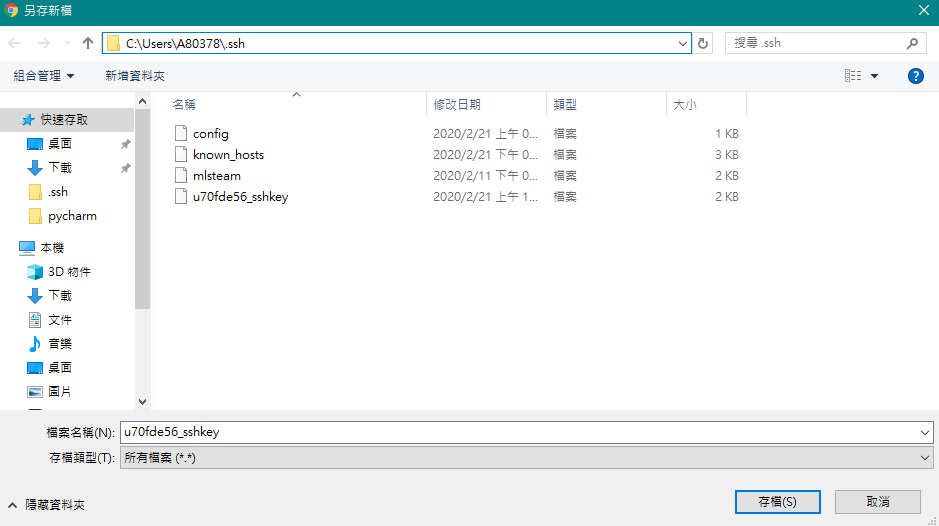 另存新檔
C:\Users\A80378\.ssh
搜尋 .ssh
組合管理
新增資料夾
?
名稱 修改日期 類型 大小
快速存取
桌面
下載
.ssh
pycharm
本機
3D 物件
下載
文件
音樂
桌面
圖片
config 2020/2/21 上午 0... 檔案 1 KB
known_hosts 2020/2/21 下午 0... 檔案 3 KB
mlsteam 2020/2/11 下午 0... 檔案 2 KB
u70fde56_sshkey 2020/2/21 上午 1... 檔案 2 KB
檔案名稱(N): u70fde56_sshkey
存檔類型(T): 所有檔案 (*.*)
隱藏資料夾
存檔(S)
取消